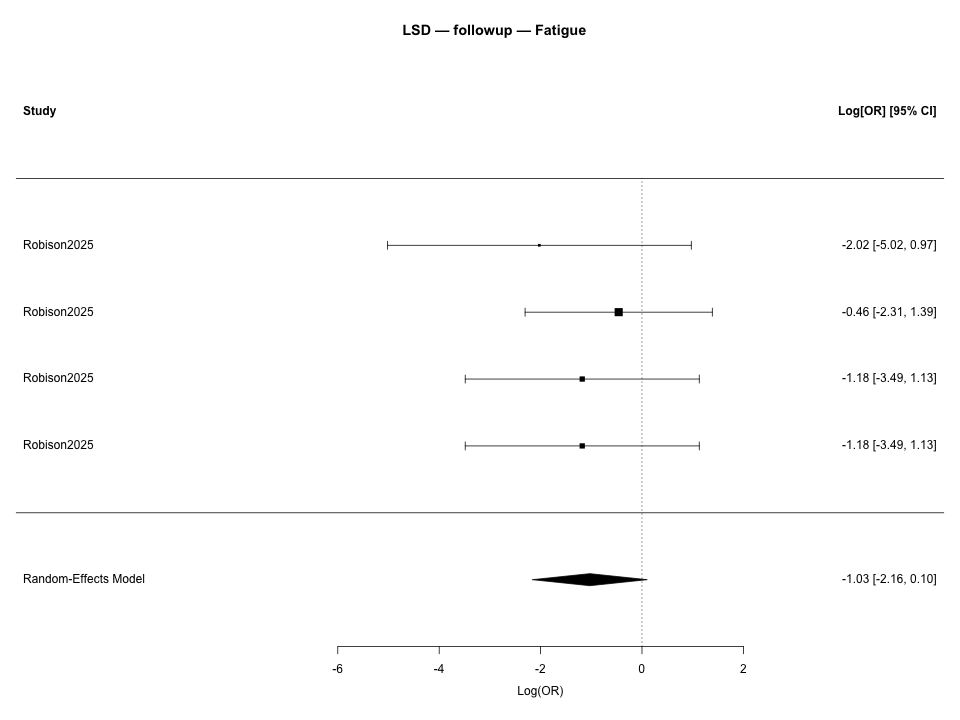 LSD — followup — Fatigue
Study Log[OR] [95% CI]
Robison2025 -2.02 [-5.02, 0.97]
Robison2025 -0.46 [-2.31, 1.39]
Robison2025 -1.18 [-3.49, 1.13]
Robison2025 -1.18 [-3.49, 1.13]
Random-Effects Model -1.03 [-2.16, 0.10]
-6 -4 -2 0 2
Log(OR)